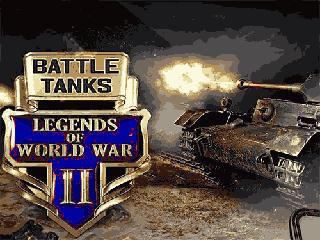 BATTLE
TANKS
LEGENDS
OF
WORLD WAR
II